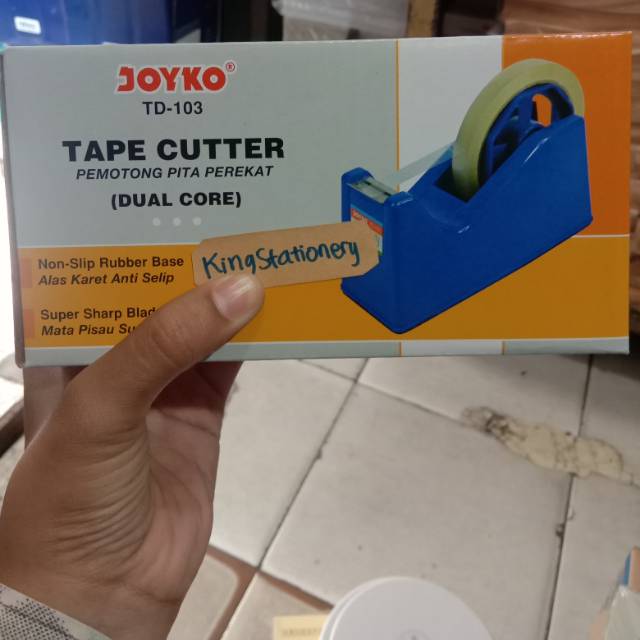 JOYKO®
TD-103
TAPE CUTTER
PEMOTONG PITA PEREKAT
(DUAL CORE)
Non-Slip Rubber Base
Alas Karet Anti Selip
KingStationery
Super Sharp Blad
Mata Pisau Su